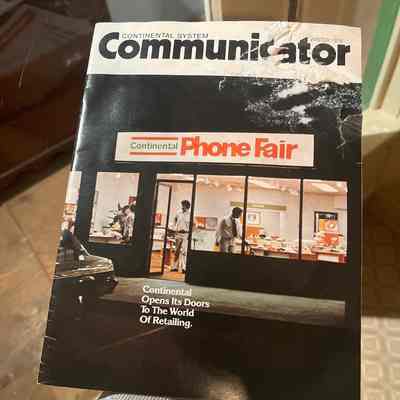 CONTINENTAL SYSTEM
Communicator
Continental Phone Fair
Continental
Opens Its Doors
To The World
Of Retailing.